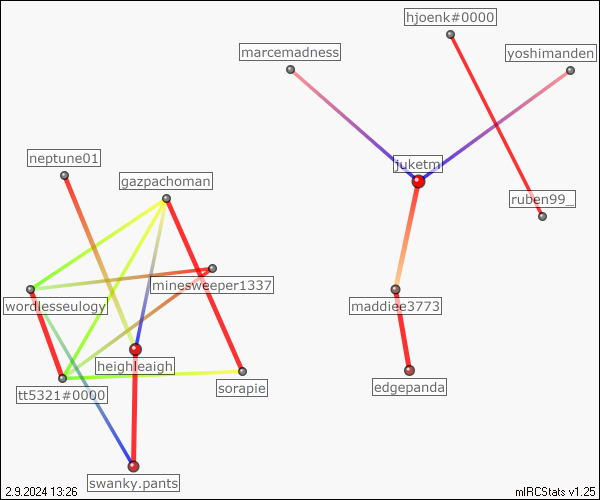 hjoenk#0000
marcemadness
yoshimanden
neptune01
juketm
gazpachoman
ruben99_
minesweeper1337
wordlesseulogy
maddiee3773
heighleaigh
edgepanda
sorapie
tt5321#0000
swanky.pants
2.9.2024 13:26
mIRCStats v1.25